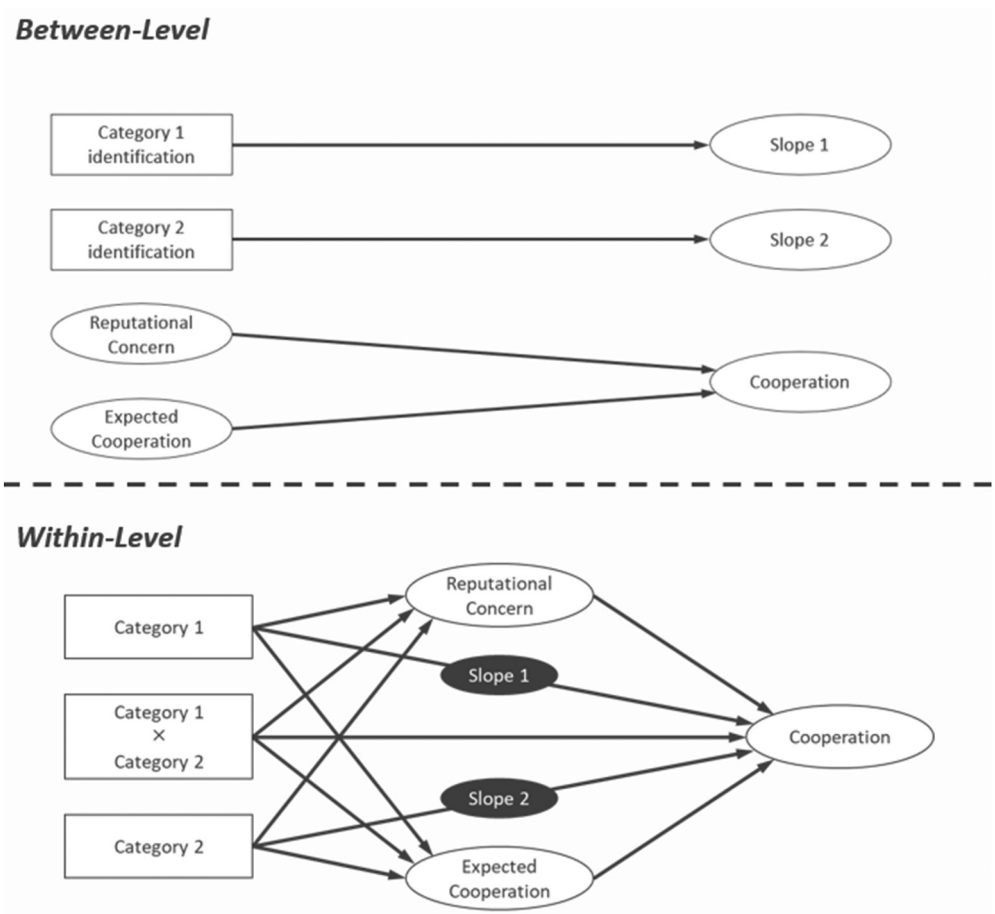 Between-Level
Category 1
identification
Slope 1
Category 2
identification
Slope 2
Reputational
Concern
Cooperation
Expected
Cooperation
Within-Level
Category 1
Reputational
Concern
Slope 1
Category 1
×
Category 2
Cooperation
Slope 2
Category 2
Expected
Cooperation